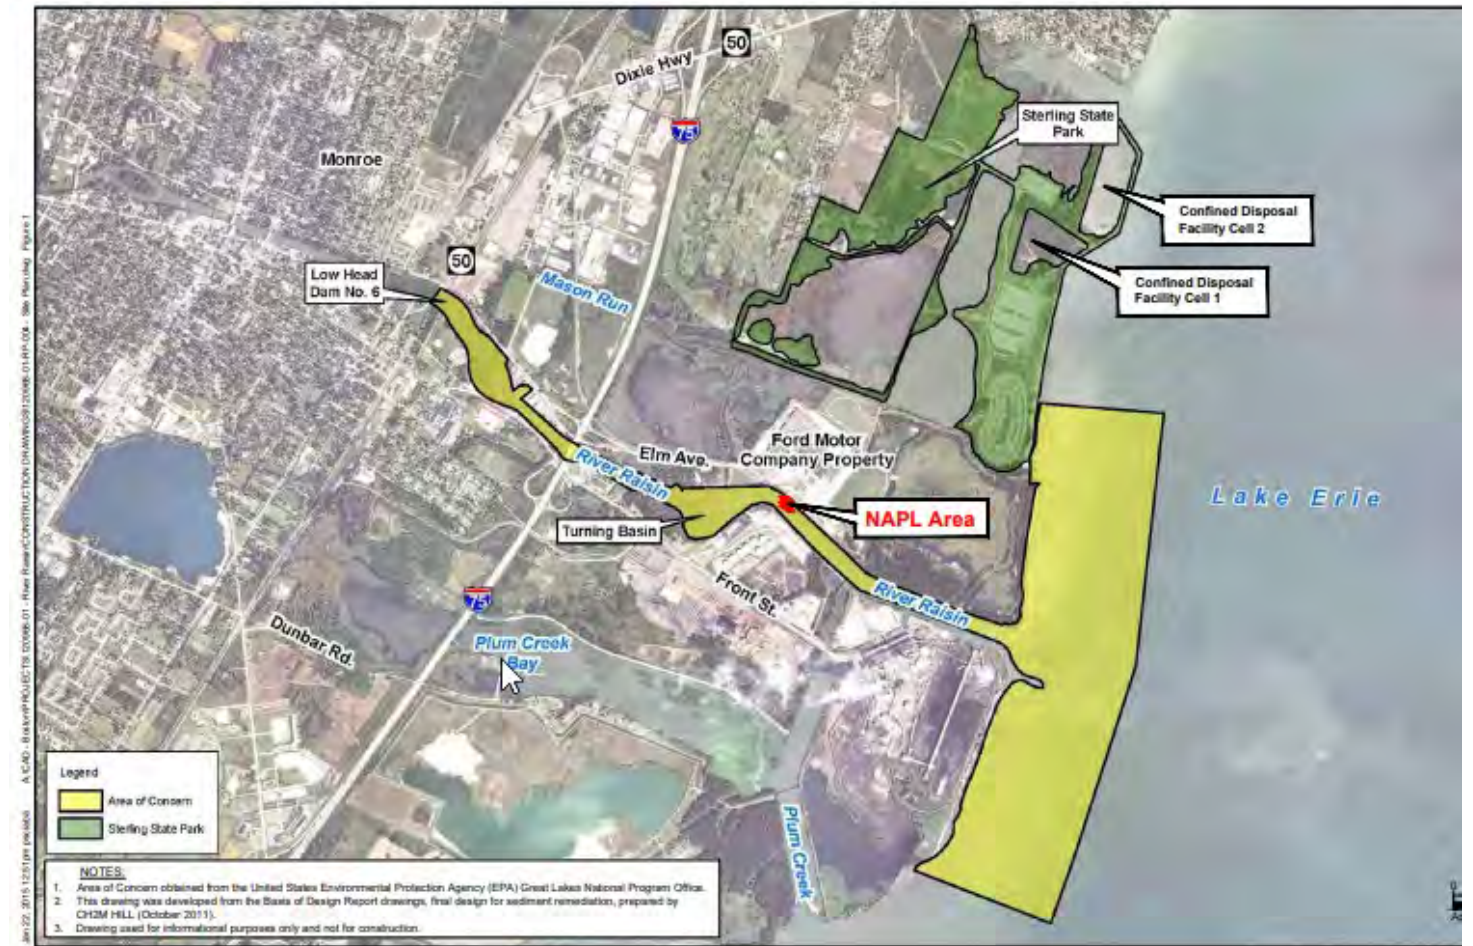 50
Dixie Hwy
75
Sterling State
Park
Monroe
Confined Disposal
Facility Cell 2
50
Low Head
Dam No. 6
Mason Run
Confined Disposal
Facility Cell 1
Ford Motor
Company Property
Elm Ave.
River Raisin
Lake Erie
NAPL Area
Turning Basin
Front St.
River Raisin
75
Dunbar Rd.
Plum Creek
Bay
Plum Creek
Legend
Area of Concern
Sterling State Park
NOTES:
1. Area of Concern obtained from the United States Environmental Protection Agency (EPA) Great Lakes National Program Office.
2. This drawing was developed from the Basis of Design Report drawings, final design for sediment remediation, prepared by
CH2M HILL (October 2011).
3. Drawing used for informational purposes only and not for construction.